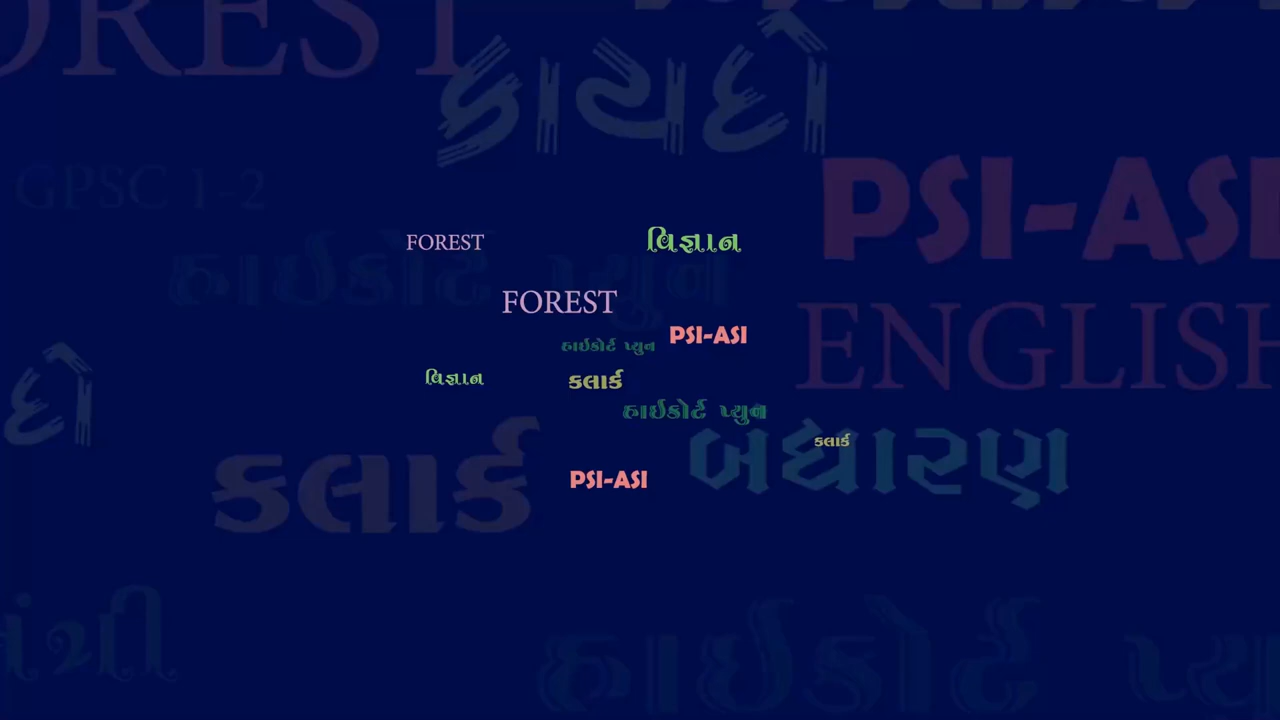 FOREST
કાયદો
GPSC 1-2
PSI-ASI
FOREST
વિજ્ઞાન
હાઈકોર્ટ પ્યુન
FOREST
ENGLISH
હાઈકોર્ટ પ્યુન
PSI-ASI
વિજ્ઞાન
કલાર્ક
હાઈકોર્ટ પ્યુન
કલાર્ક
બંધારણ
કલાર્ક
PSI-ASI
હાઈકોર્ટ